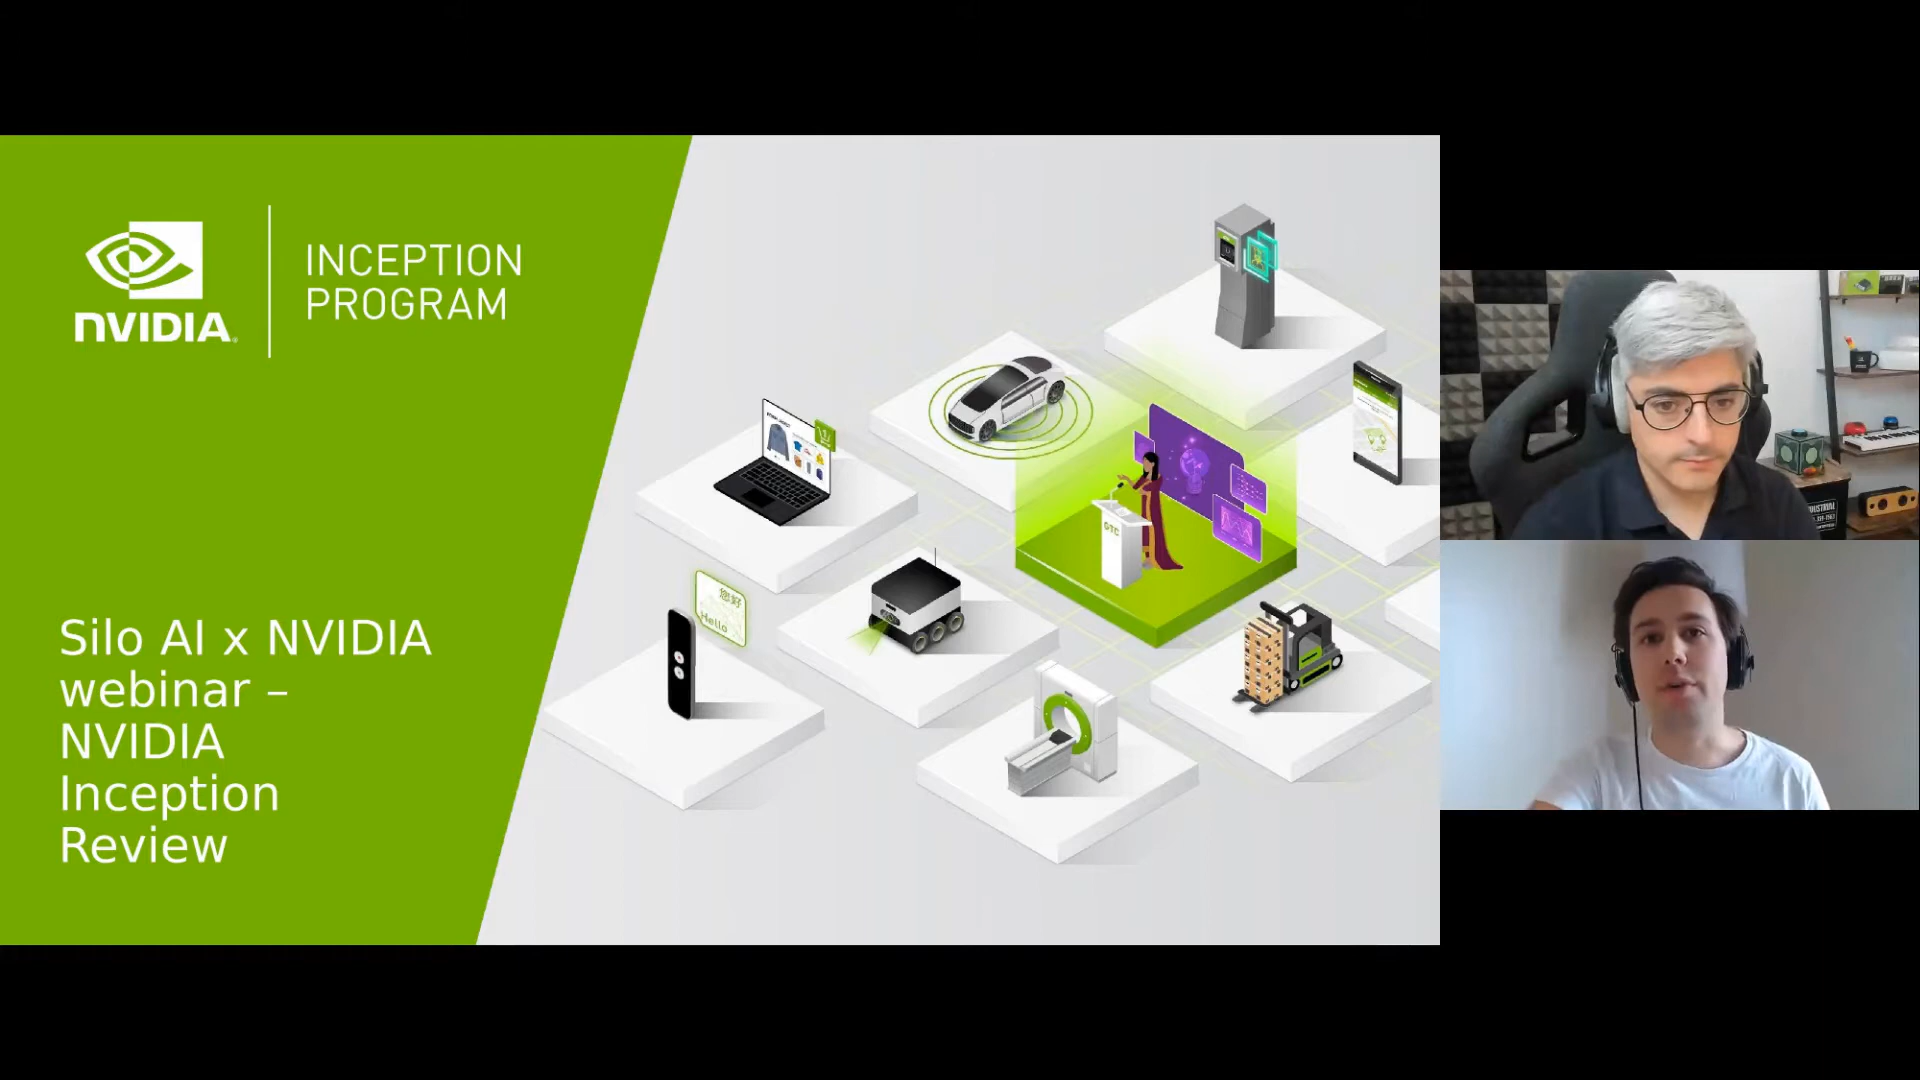 NVIDIA.
INCEPTION
PROGRAM
Silo AI x NVIDIA
webinar –
NVIDIA
Inception
Review
GTC
您好
Hello